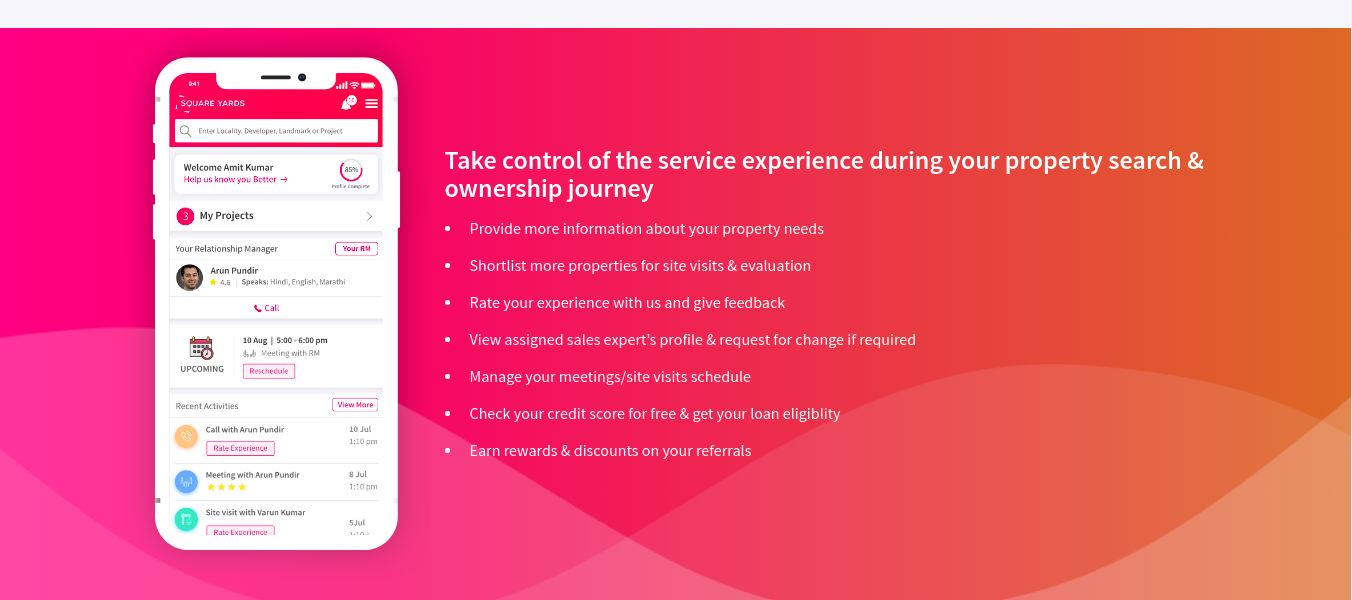 9:41
SQUARE YARDS
Enter Locality, Developer, Landmark or Project
Welcome Amit Kumar
Help us know you Better →
85%
Profile Complete
3 My Projects
Your Relationship Manager
Your RM
Arun Pundir
4.6 | Speaks: Hindi, English, Marathi
Call
10 Aug | 5:00 - 6:00 pm
Meeting with RM
UPCOMING
Reschedule
Recent Activities
View More
Call with Arun Pundir
10 Jul
Rate Experience
1:10 pm
Meeting with Arun Pundir
8 Jul
1:10 pm
Site visit with Varun Kumar
5Jul
Rate Experience
Take control of the service experience during your property search &
ownership journey
• Provide more information about your property needs
• Shortlist more properties for site visits & evaluation
• Rate your experience with us and give feedback
• View assigned sales expert’s profile & request for change if required
• Manage your meetings/site visits schedule
• Check your credit score for free & get your loan eligiblity
• Earn rewards & discounts on your referrals